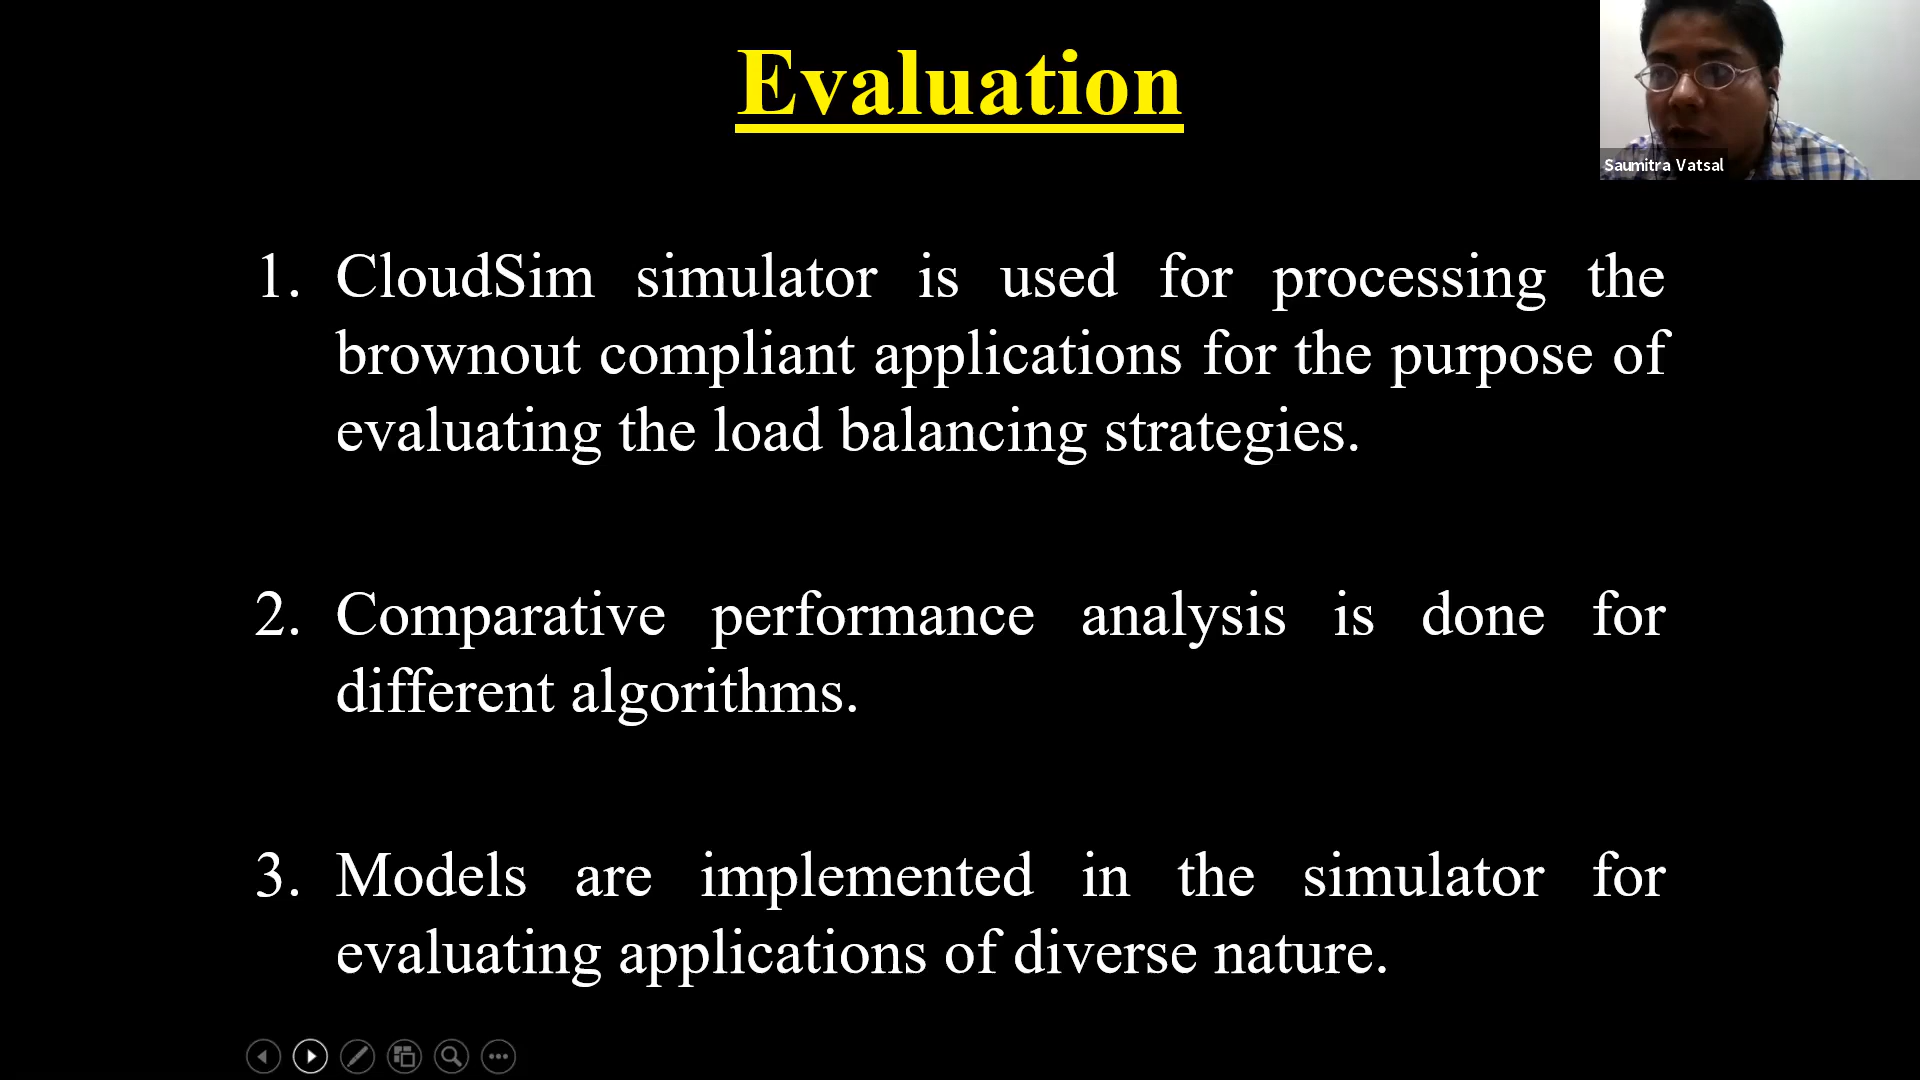 Evaluation
Saumitra Vatsal
1. CloudSim simulator is used for processing the
brownout compliant applications for the purpose of
evaluating the load balancing strategies.
2. Comparative performance analysis is done for
different algorithms.
3. Models are implemented in the simulator for
evaluating applications of diverse nature.